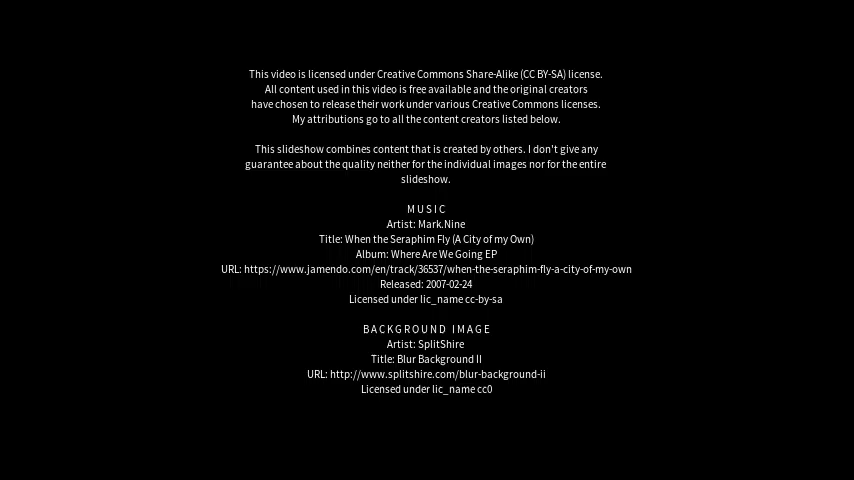 This video is licensed under Creative Commons Share-Alike (CC BY-SA) license.
All content used in this video is free available and the original creators
have chosen to release their work under various Creative Commons licenses.
My attributions go to all the content creators listed below.
This slideshow combines content that is created by others. I don't give any
guarantee about the quality neither for the individual images nor for the entire
slideshow.
MUSIC
Artist: Mark.Nine
Title: When the Seraphim Fly (A City of my Own)
Album: Where Are We Going EP
URL: https://www.jamendo.com/en/track/36537/when-the-seraphim-fly-a-city-of-my-own
Released: 2007-02-24
Licensed under lic_name cc-by-sa
BACKGROUND IMAGE
Artist: SplitShire
Title: Blur Background II
URL: http://www.splitshire.com/blur-background-ii
Licensed under lic_name cc0